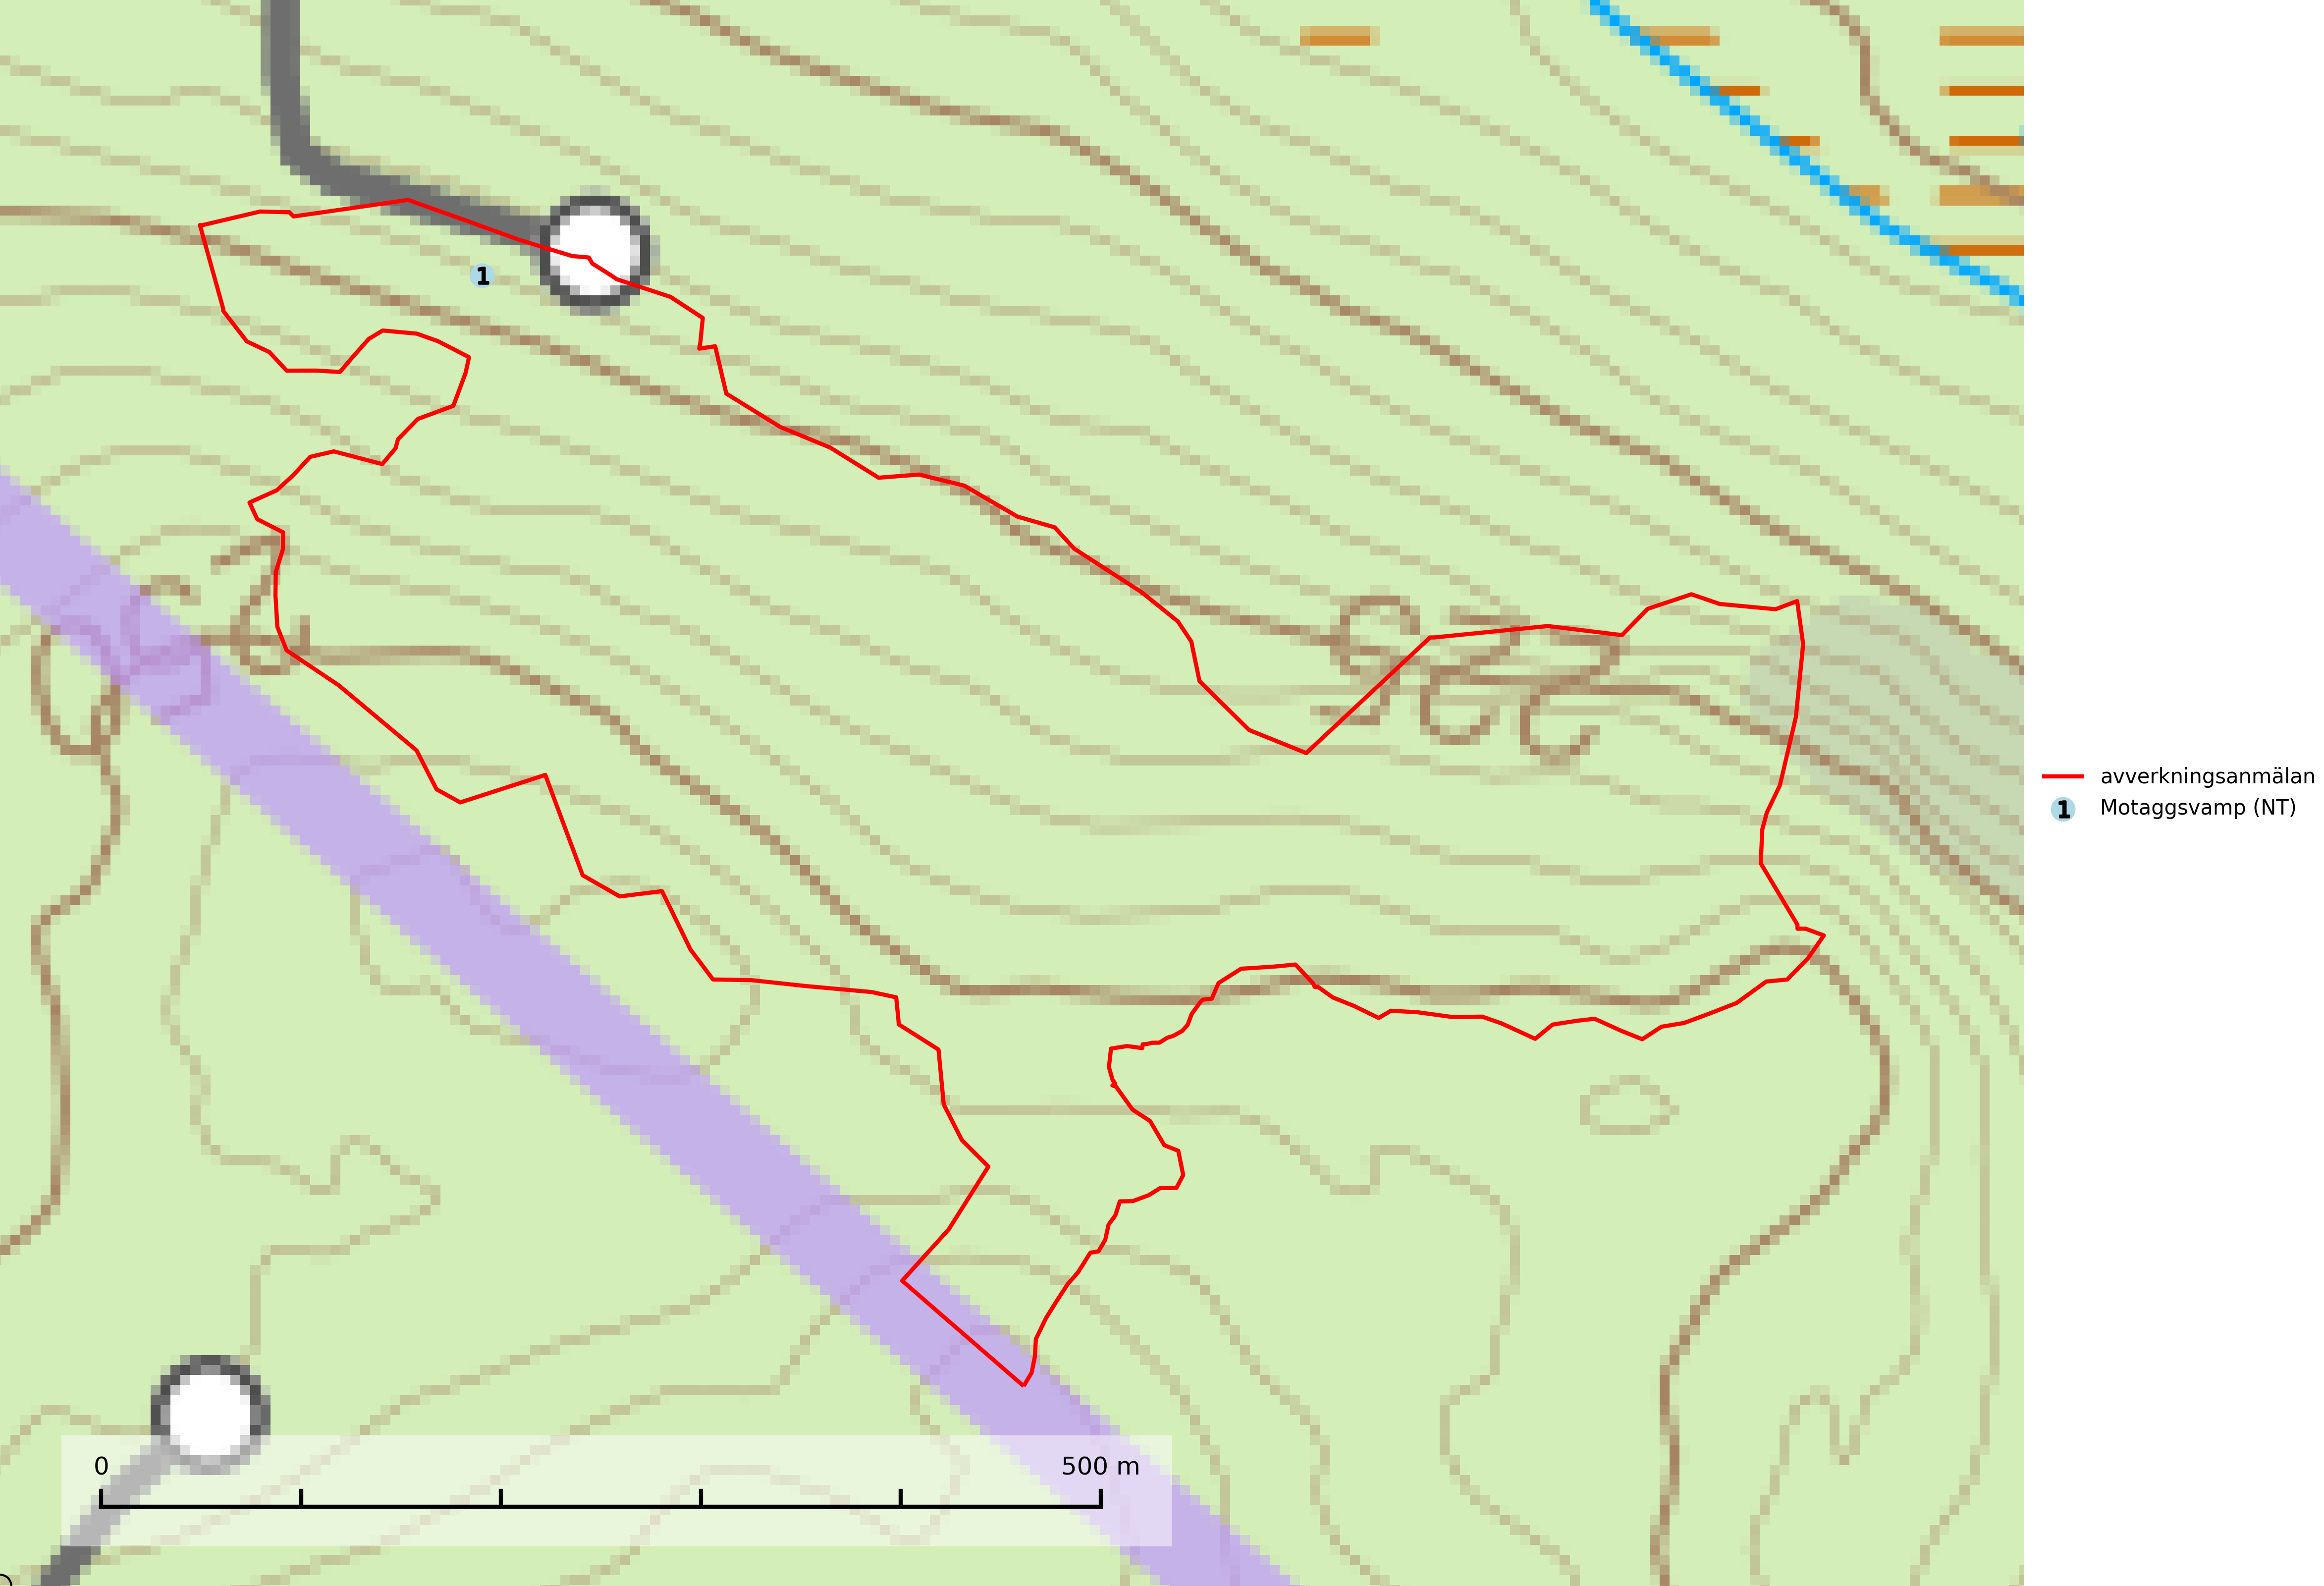 1
avverkningsanmälan
1 Motaggsvamp (NT)
0 500 m